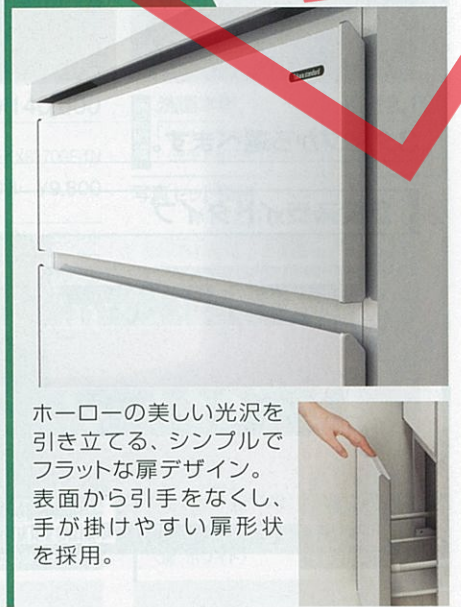 ホーローの美しい光沢を
引き立てる、シンプルで
フラットな扉デザイン。
表面から引手をなくし、
手が掛けやすい扉形状
を採用。